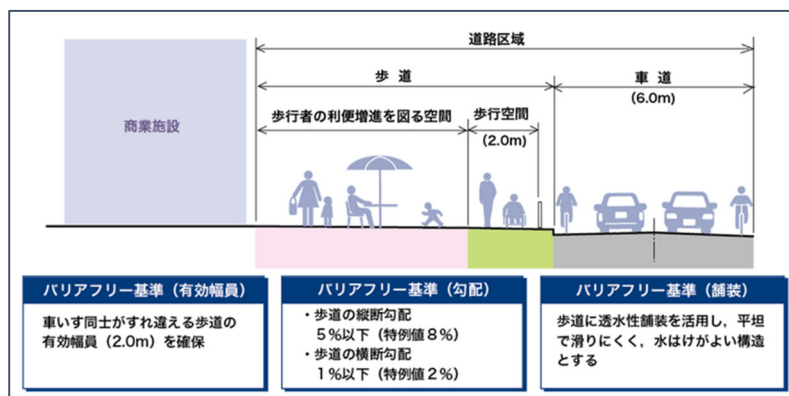 道路区域
歩 道
車 道
(6.0m)
歩行者の利便増進を図る空間
歩行空間
(2.0m)
商業施設
バリアフリー基準（有効幅員）
車いす同士がすれ違える歩道の
有効幅員（2.0m）を確保
バリアフリー基準（勾配）
・歩道の縦断勾配
5％以下（特例値8％）
・歩道の横断勾配
1％以下（特例値2％）
バリアフリー基準（舗装）
歩道に透水性舗装を活用し，平坦
で滑りにくく，水はけがよい構造
とする